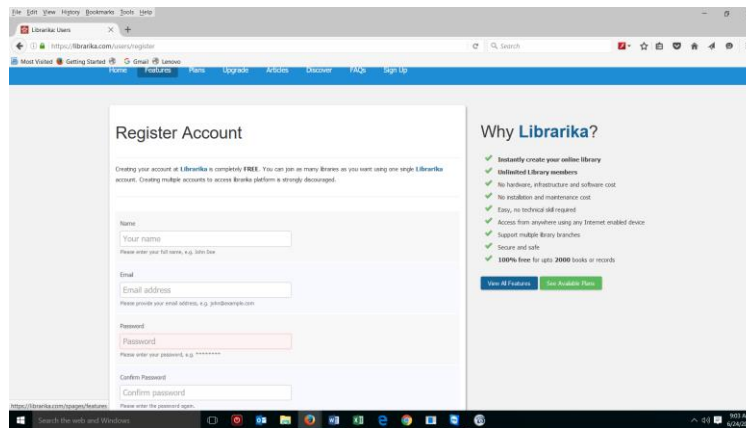 File Edit View History Bookmarks Tools Help
Librarika: Users
https://librarika.com/users/register
Search
Most Visited Getting Started Gmail Lenovo
Home Features Plans Upgrade Articles Discover FAQs Sign Up
Register Account
Creating your account at Librarika is completely FREE. You can join as many libraries as you want using one single Librarika
account. Creating multiple accounts to access librarika platform is strongly discouraged.
Name
Your name
Please enter your full name, e.g. John Doe
Email
Email address
Please provide your email address, e.g. john@example.com
Password
Password
Please enter your password, e.g. ********
Confirm Password
Confirm password
Please enter the password again.
Why Librarika?
Instantly create your online library
Unlimited Library members
No hardware, infrastructure and software cost
No installation and maintenance cost
Easy, no technical skill required
Access from anywhere using any Internet enabled device
Support multiple library branches
Secure and safe
100% free for upto 2000 books or records
View All Features See Available Plans
https://librarika.com/spages/features
Search the web and Windows
9:03 A
6/24/2